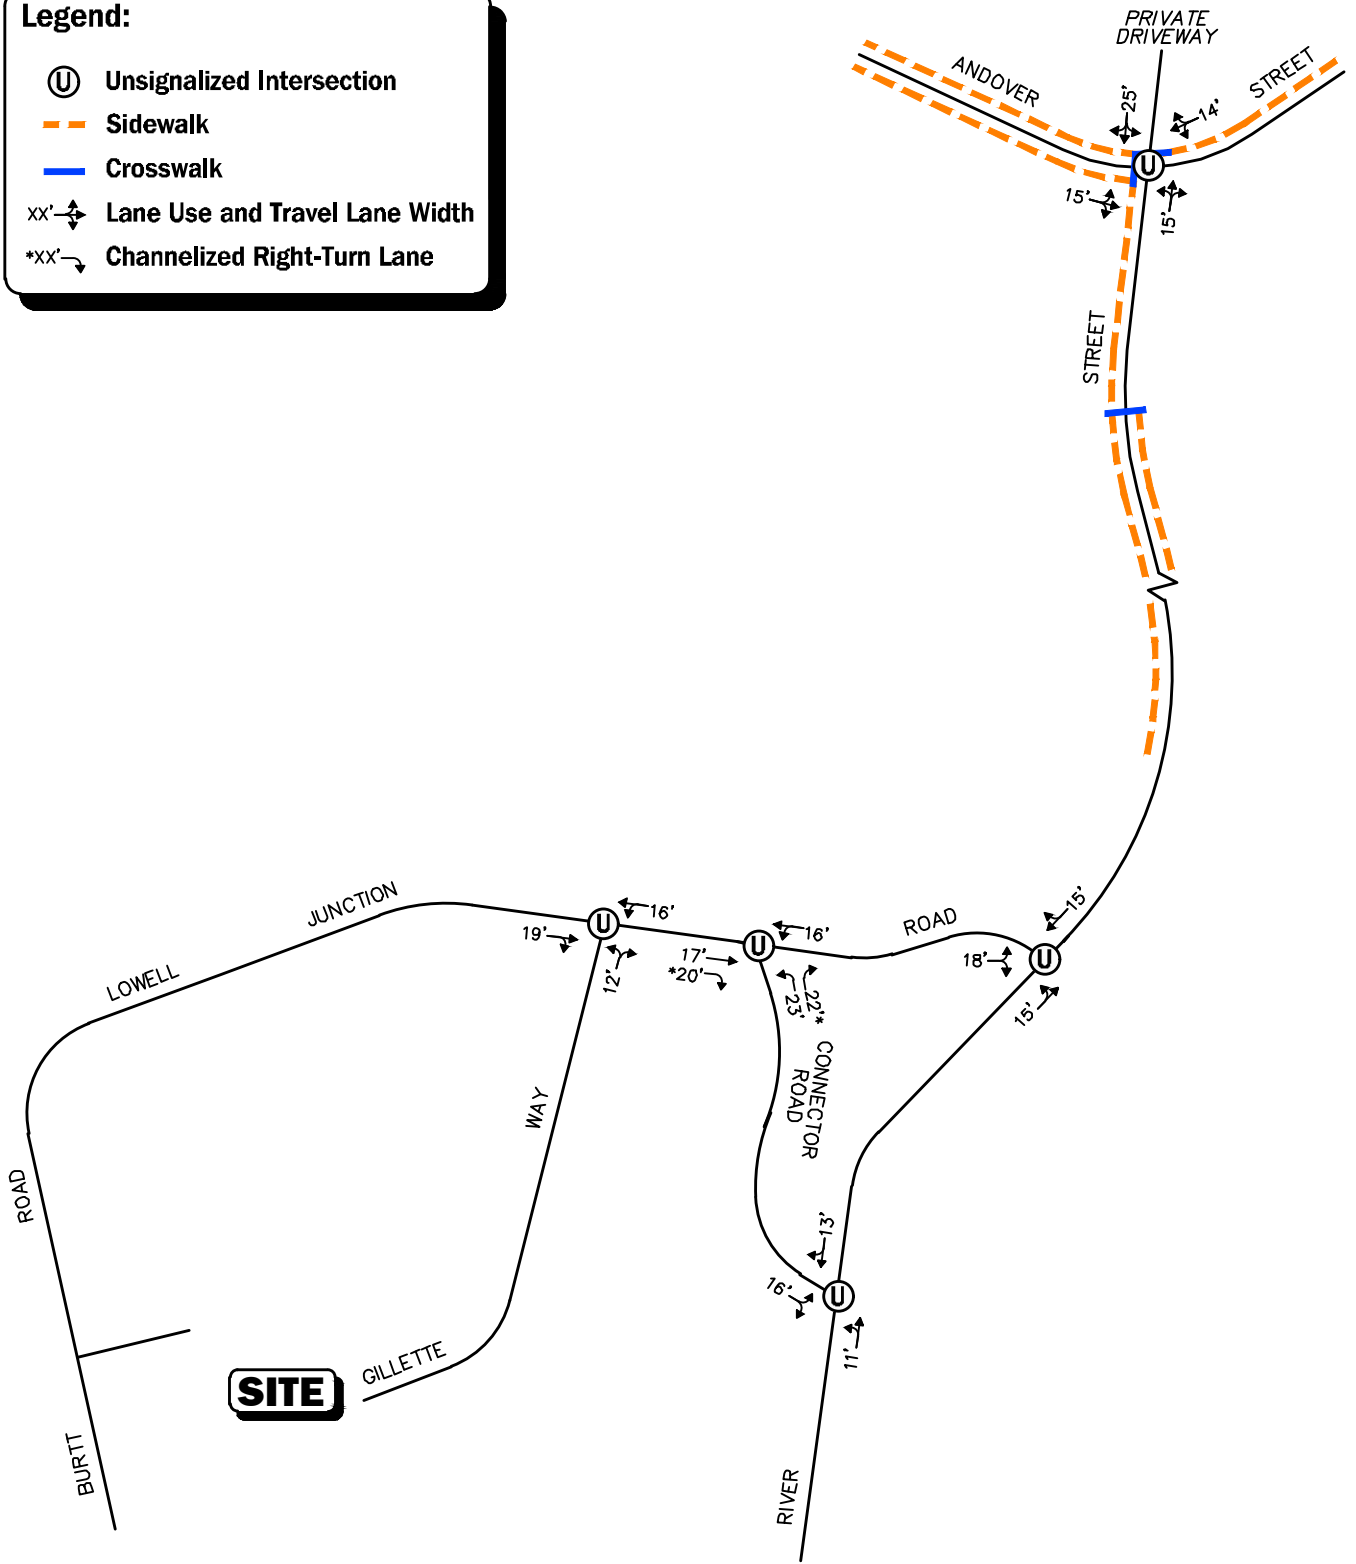 Legend:
U Unsignalized Intersection
Sidewalk
Crosswalk
XX' Lane Use and Travel Lane Width
*XX' Channelized Right-Turn Lane
PRIVATE
DRIVEWAY
ANDOVER
STREET
25'
14'
U
15'
15'
STREET
JUNCTION
LOWELL
ROAD
BURTT
19'
U
16'
12'
17'
*20'
U
16'
23'
22'*
ROAD
18'
15'
U
15'
CONNECTOR
ROAD
WAY
GILLETTE
SITE
13'
16'
U
11'
RIVER